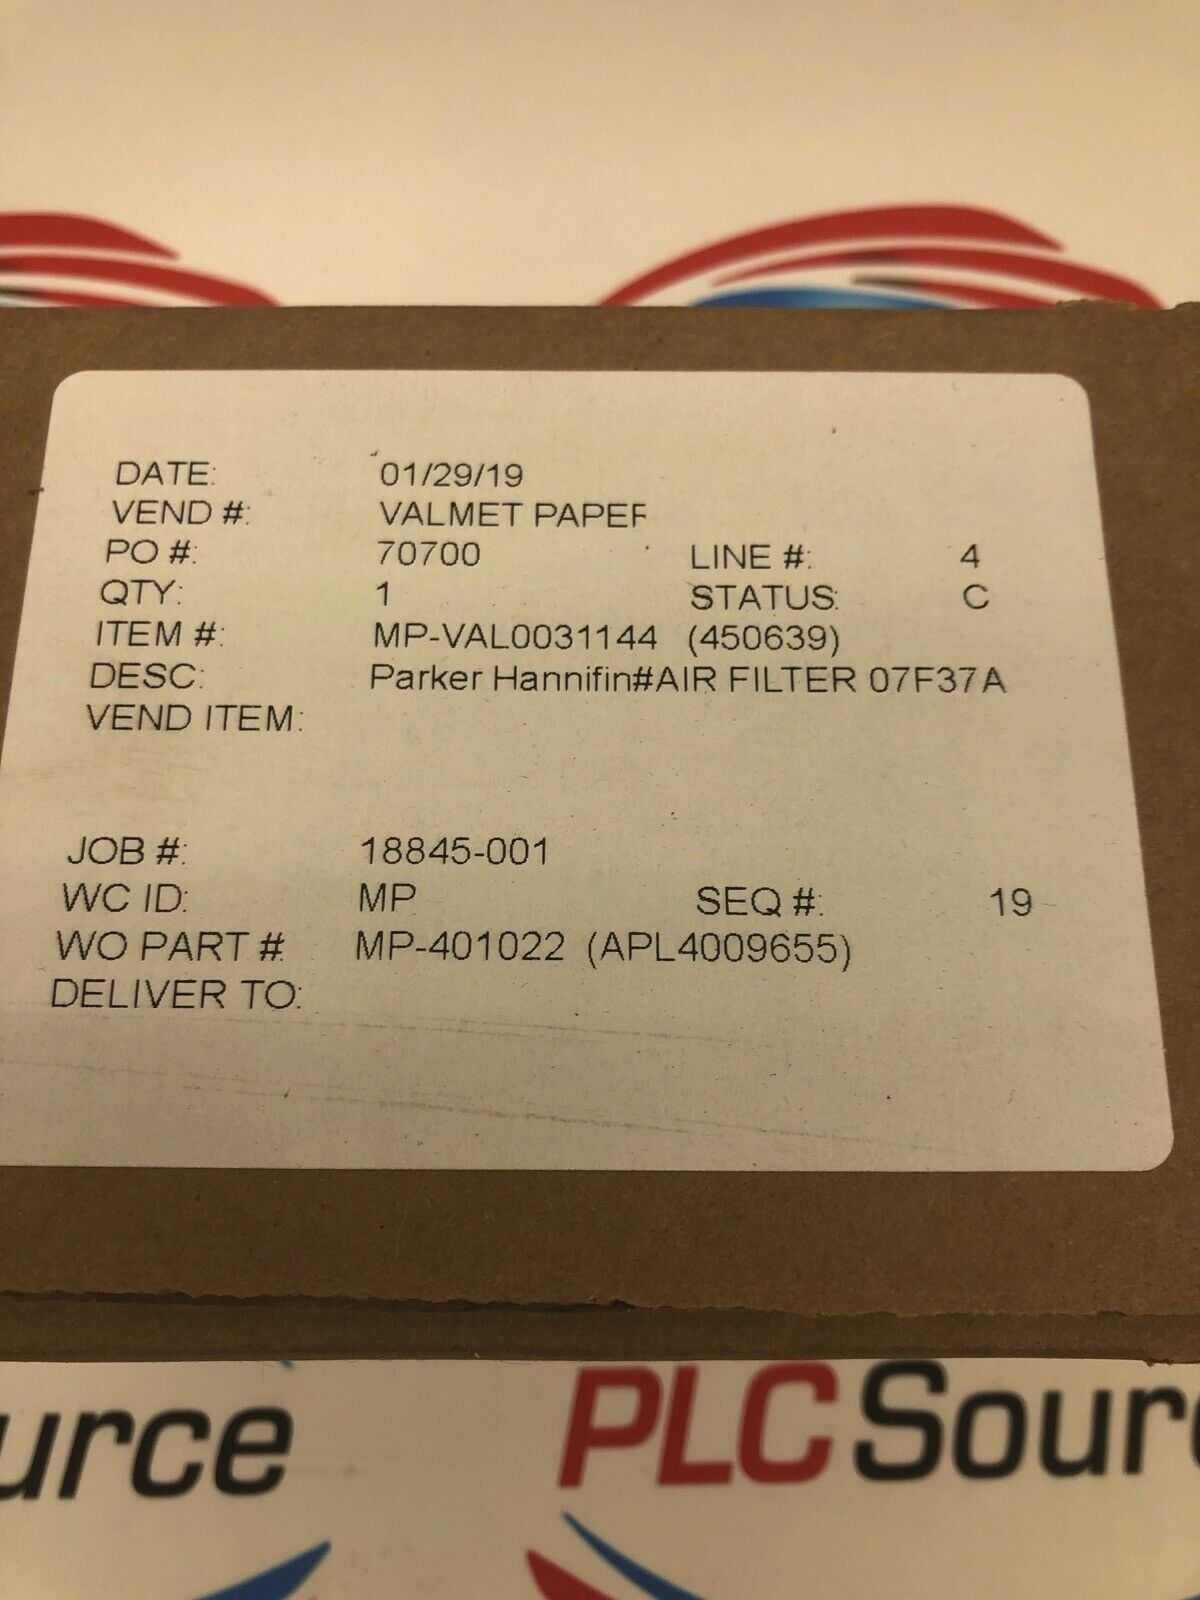 DATE: 01/29/19
VEND #: VALMET PAPER
PO #: 70700 LINE #: 4
QTY: 1 STATUS: C
ITEM #: MP-VAL0031144 (450639)
DESC: Parker Hannifin#AIR FILTER 07F37A
VEND ITEM:
JOB #: 18845-001
WC ID: MP SEQ #: 19
WO PART # MP-401022 (APL4009655)
DELIVER TO:
urce PLC Sour